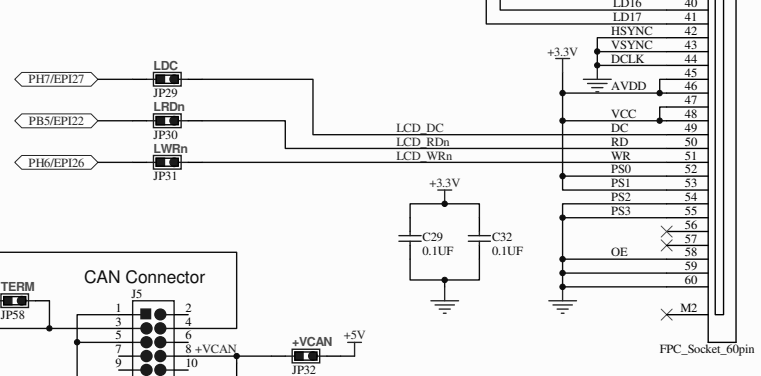 LD16 40
LD17 41
HSYNC 42
VSYNC 43
DCLK 44
45
AVDD 46
47
VCC 48
DC 49
RD 50
WR 51
PS0 52
PS1 53
PS2 54
PS3 55
56
57
OE 58
59
60
M2
FPC_Socket_60pin
+3.3V
LDC
PH7/EPI27
JP29
LRDn
PB5/EPI22
JP30
LWRn
PH6/EPI26
JP31
LCD_DC
LCD_RDn
LCD_WRn
+3.3V
C29
0.1UF
C32
0.1UF
CAN Connector
J5
TERM
JP58
1 2
3 4
5 6
7 8 +VCAN
9 10
+VCAN
JP32
+5V